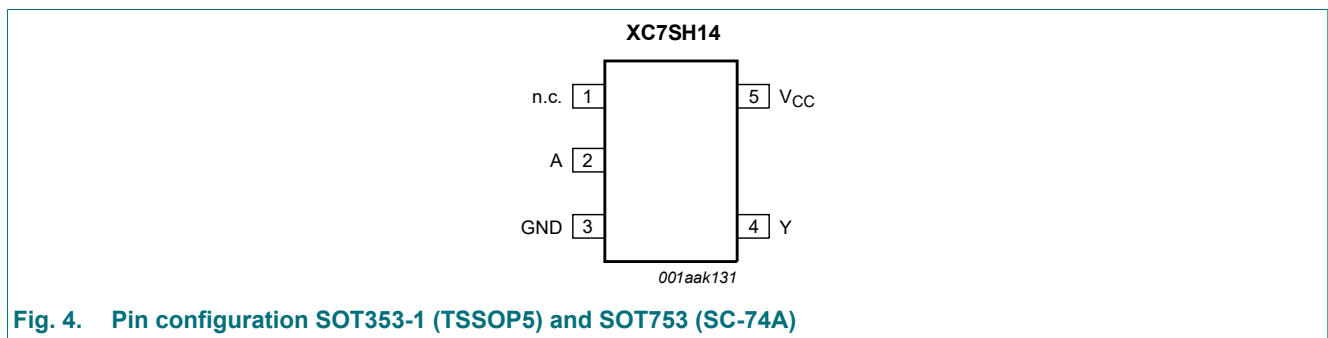 XC7SH14
n.c. 1 5 VCC
A 2
GND 3 4 Y
001aak131
Fig. 4. Pin configuration SOT353-1 (TSSOP5) and SOT753 (SC-74A)